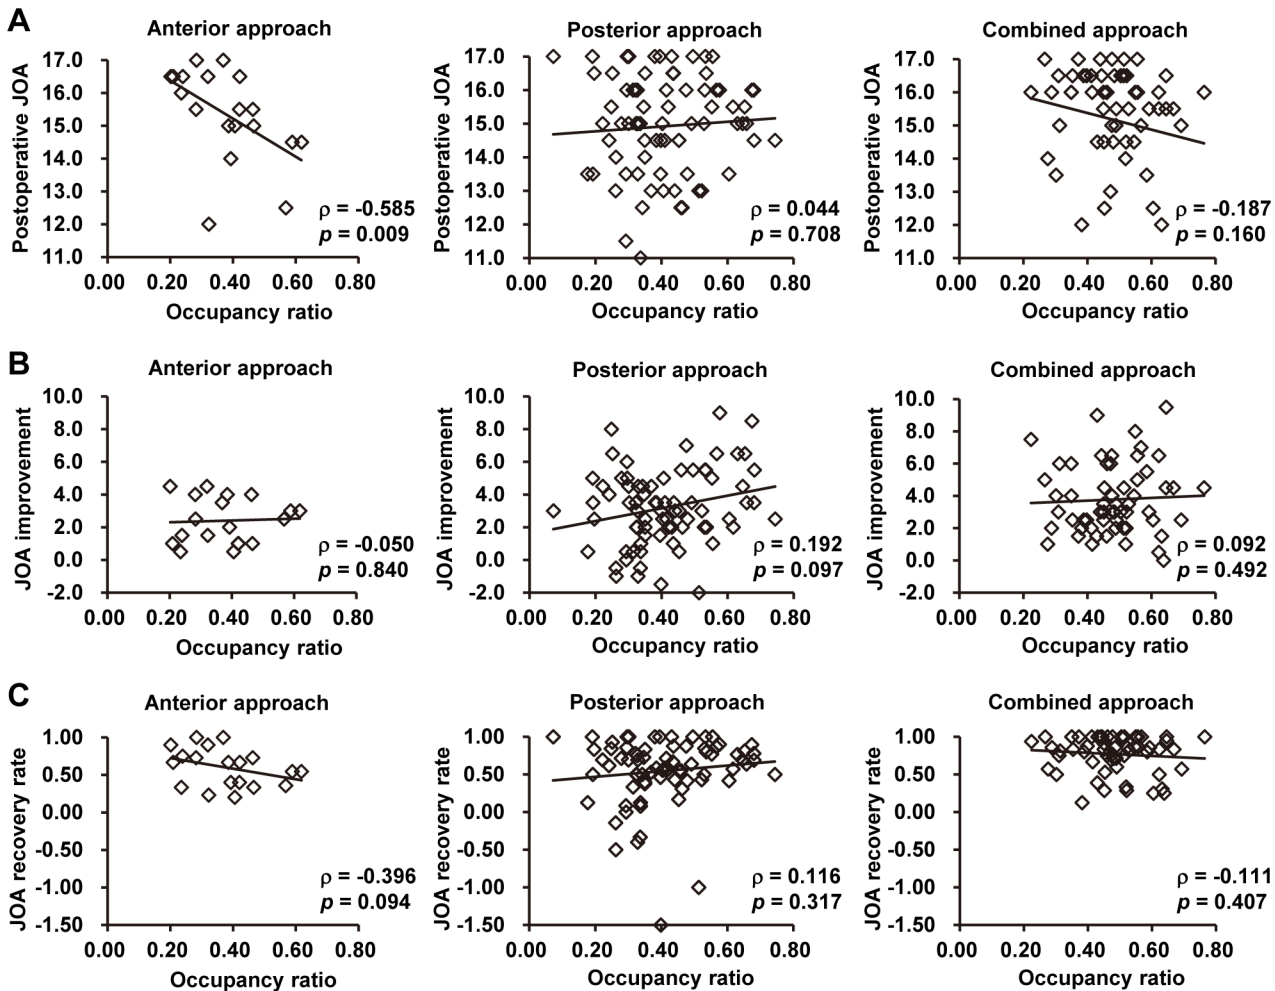 A
Anterior approach
Postoperative JOA
17.0
16.0
15.0
14.0
13.0
12.0
11.0
ρ = -0.585
p = 0.009
0.00 0.20 0.40 0.60 0.80
Occupancy ratio
Posterior approach
Postoperative JOA
17.0
16.0
15.0
14.0
13.0
12.0
11.0
ρ = 0.044
p = 0.708
0.00 0.20 0.40 0.60 0.80
Occupancy ratio
Combined approach
Postoperative JOA
17.0
16.0
15.0
14.0
13.0
12.0
11.0
ρ = -0.187
p = 0.160
0.00 0.20 0.40 0.60 0.80
Occupancy ratio
B
Anterior approach
JOA improvement
10.0
8.0
6.0
4.0
2.0
0.0
-2.0
ρ = -0.050
p = 0.840
0.00 0.20 0.40 0.60 0.80
Occupancy ratio
Posterior approach
JOA improvement
10.0
8.0
6.0
4.0
2.0
0.0
-2.0
ρ = 0.192
p = 0.097
0.00 0.20 0.40 0.60 0.80
Occupancy ratio
Combined approach
JOA improvement
10.0
8.0
6.0
4.0
2.0
0.0
-2.0
ρ = 0.092
p = 0.492
0.00 0.20 0.40 0.60 0.80
Occupancy ratio
C
Anterior approach
JOA recovery rate
1.00
0.50
0.00
-0.50
-1.00
-1.50
ρ = -0.396
p = 0.094
0.00 0.20 0.40 0.60 0.80
Occupancy ratio
Posterior approach
JOA recovery rate
1.00
0.50
0.00
-0.50
-1.00
-1.50
ρ = 0.116
p = 0.317
0.00 0.20 0.40 0.60 0.80
Occupancy ratio
Combined approach
JOA recovery rate
1.00
0.50
0.00
-0.50
-1.00
-1.50
ρ = -0.111
p = 0.407
0.00 0.20 0.40 0.60 0.80
Occupancy ratio